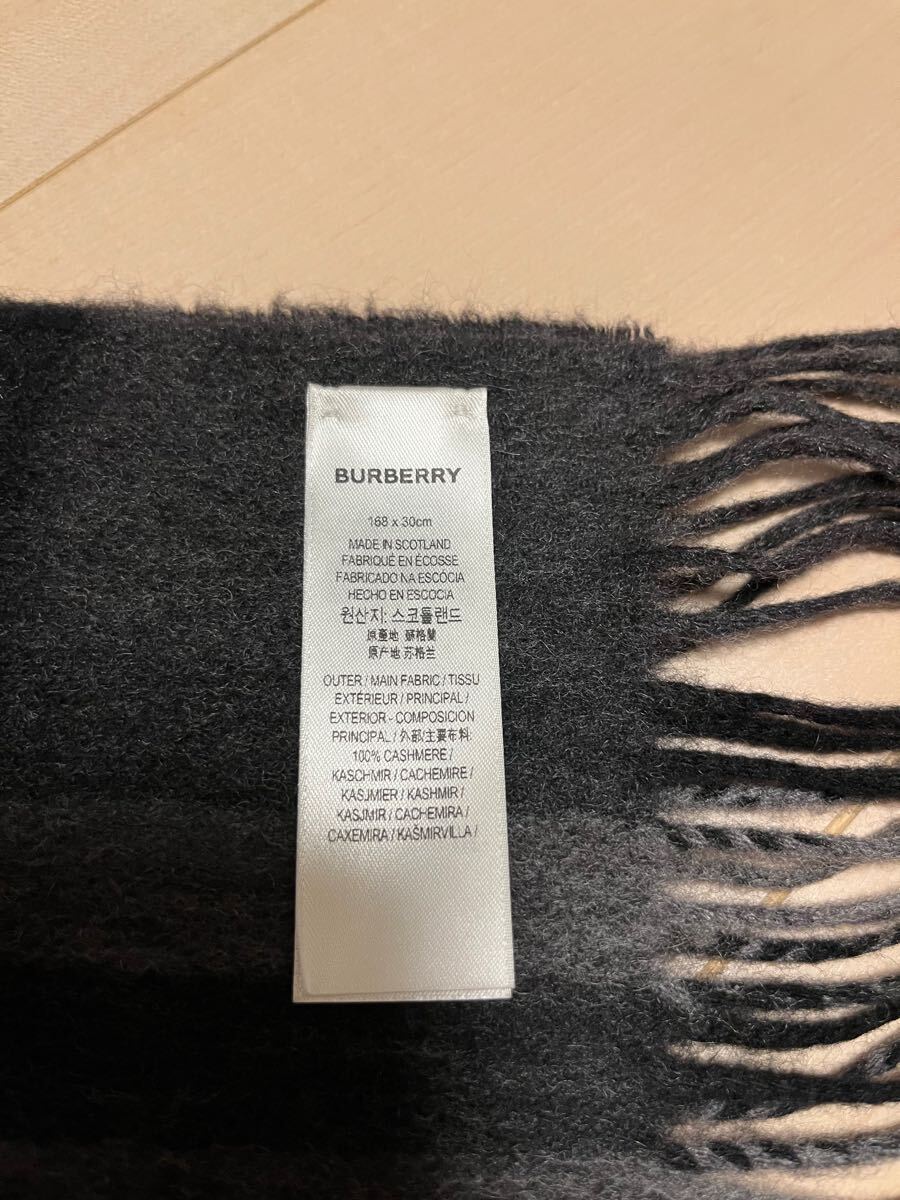 BURBERRY
168 x 30cm
MADE IN SCOTLAND
FABRIQUÉ EN ÉCOSSE
FABRICADO NA ESCÓCIA
HECHO EN ESCOCIA
원산지: 스코틀랜드
原產地 蘇格蘭
原产地 苏格兰
OUTER / MAIN FABRIC / TISSU
EXTÉRIEUR / PRINCIPAL /
EXTERIOR - COMPOSICION
PRINCIPAL / 外部/主要布料
100% CASHMERE /
KASCHMIR / CACHEMIRE /
KASJMIER / KASHMIR /
KASJMIR / CACHEMIRA /
CAXEMIRA / KAŠMIRVILLA /